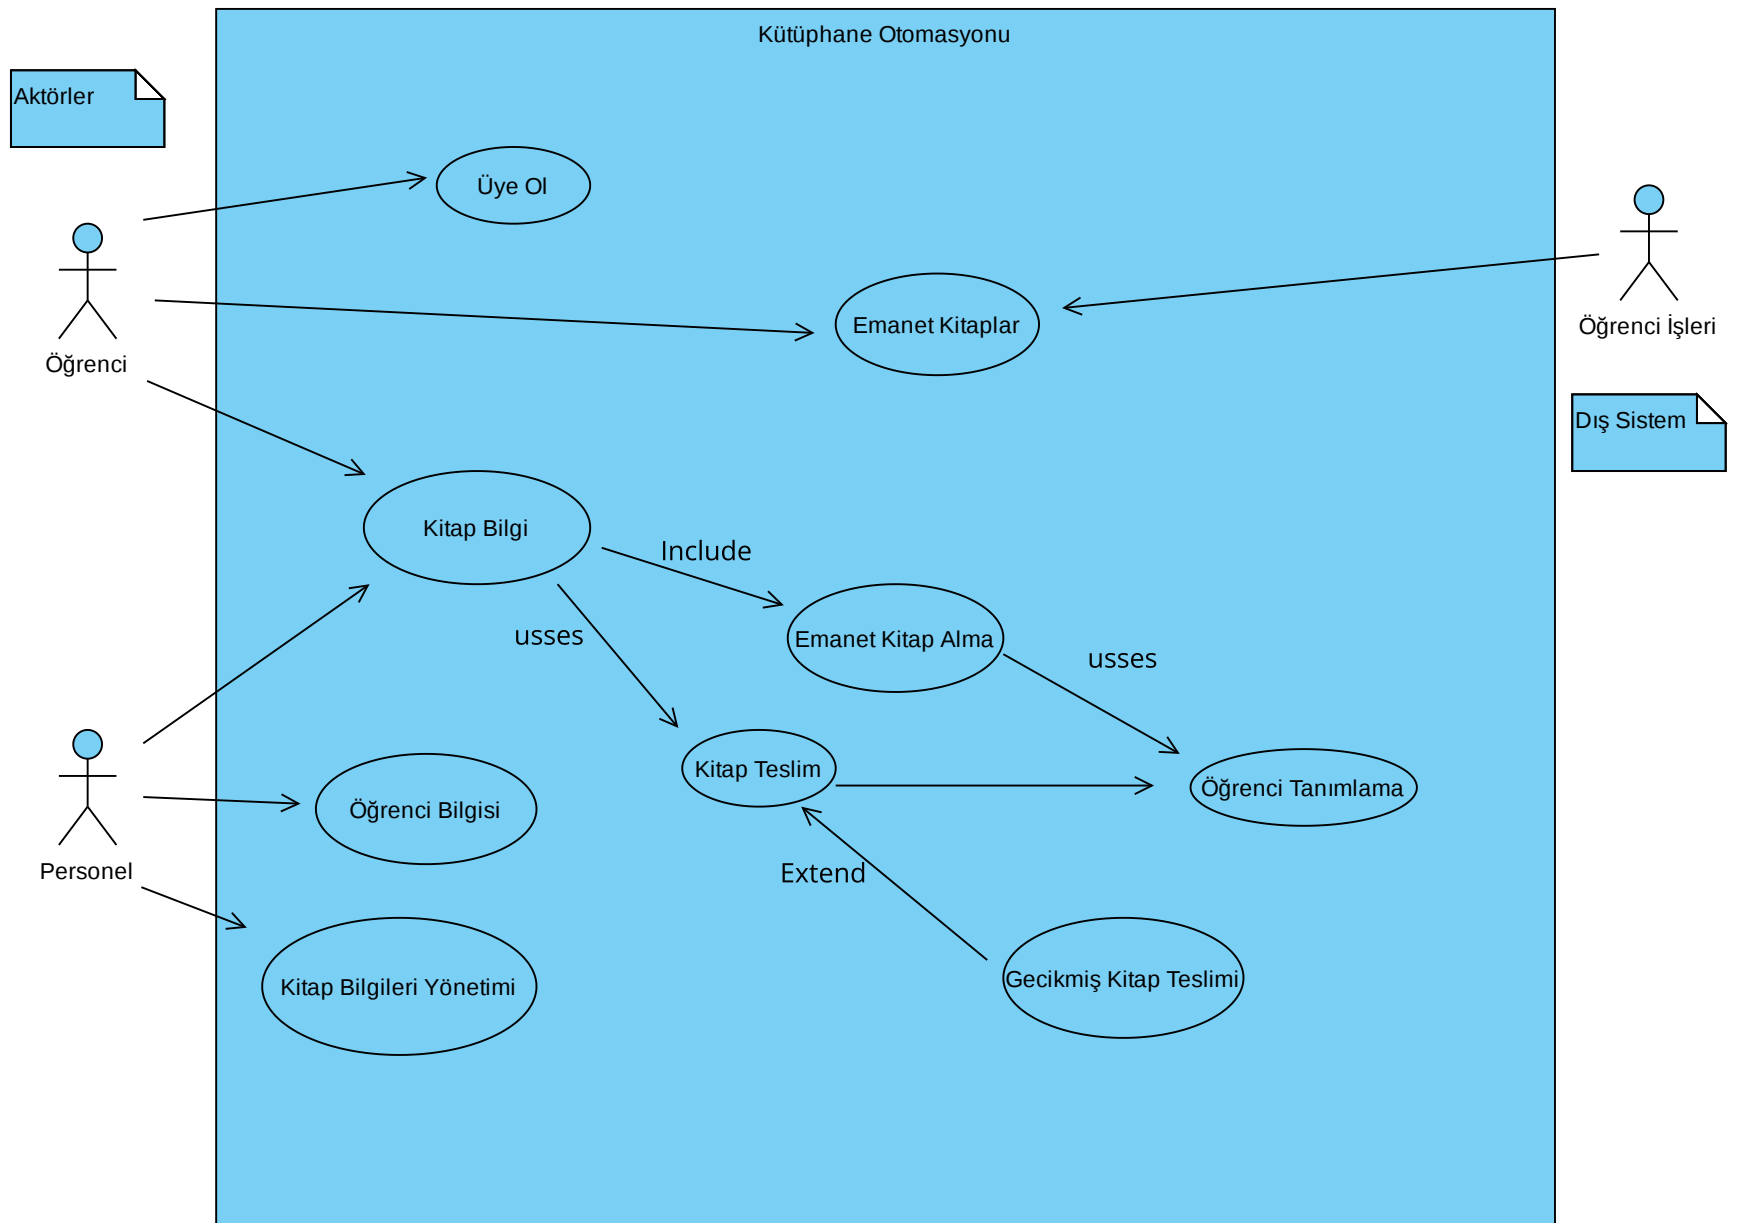 Kütüphane Otomasyonu
Aktörler
Üye Ol
Emanet Kitaplar
Öğrenci İşleri
Öğrenci
Dış Sistem
Kitap Bilgi
Include
usses
Emanet Kitap Alma
usses
Kitap Teslim
Öğrenci Tanımlama
Öğrenci Bilgisi
Personel
Extend
Kitap Bilgileri Yönetimi
Gecikmiş Kitap Teslimi